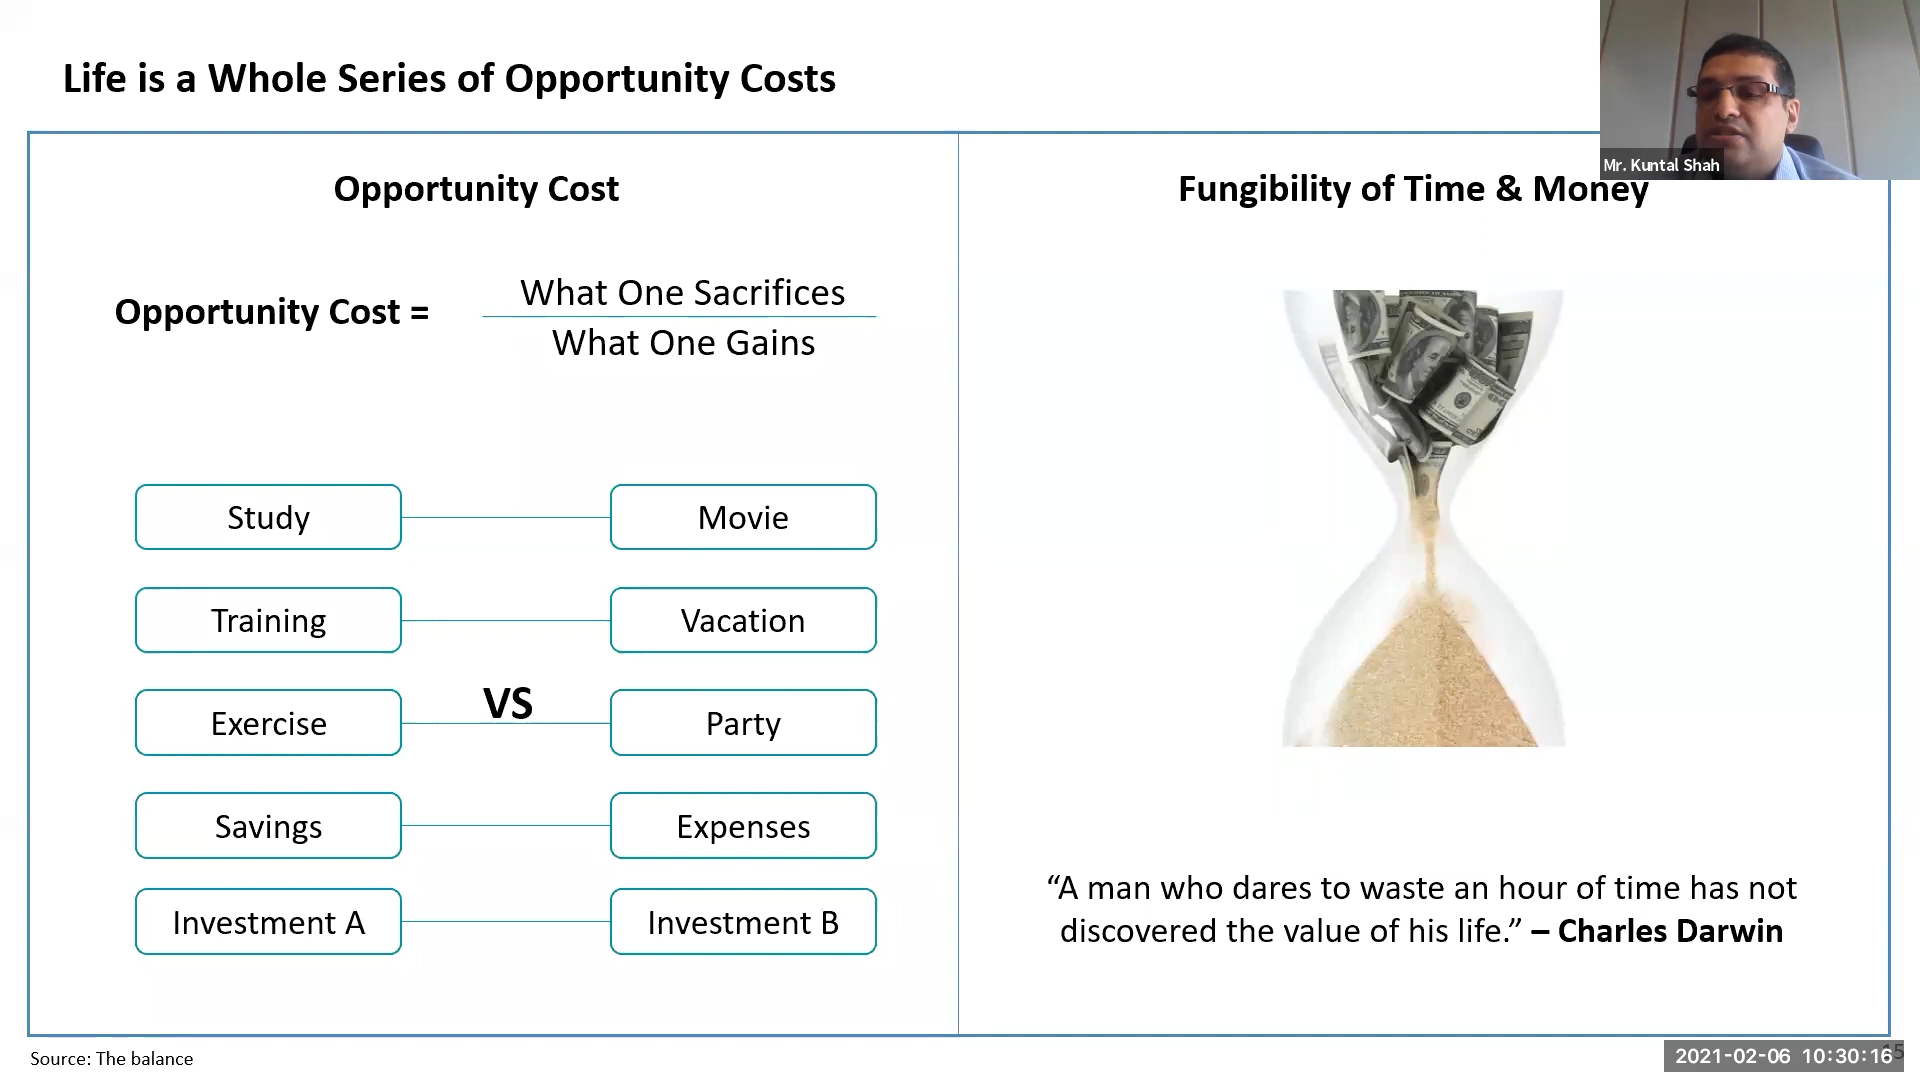 Life is a Whole Series of Opportunity Costs
Mr. Kuntal Shah
Opportunity Cost
Opportunity Cost =
What One Sacrifices
What One Gains
Study
Movie
Training
Vacation
Exercise
VS
Party
Savings
Expenses
Investment A
Investment B
Fungibility of Time & Money
“A man who dares to waste an hour of time has not
discovered the value of his life.” – Charles Darwin
Source: The balance
2021-02-06 10:30:16